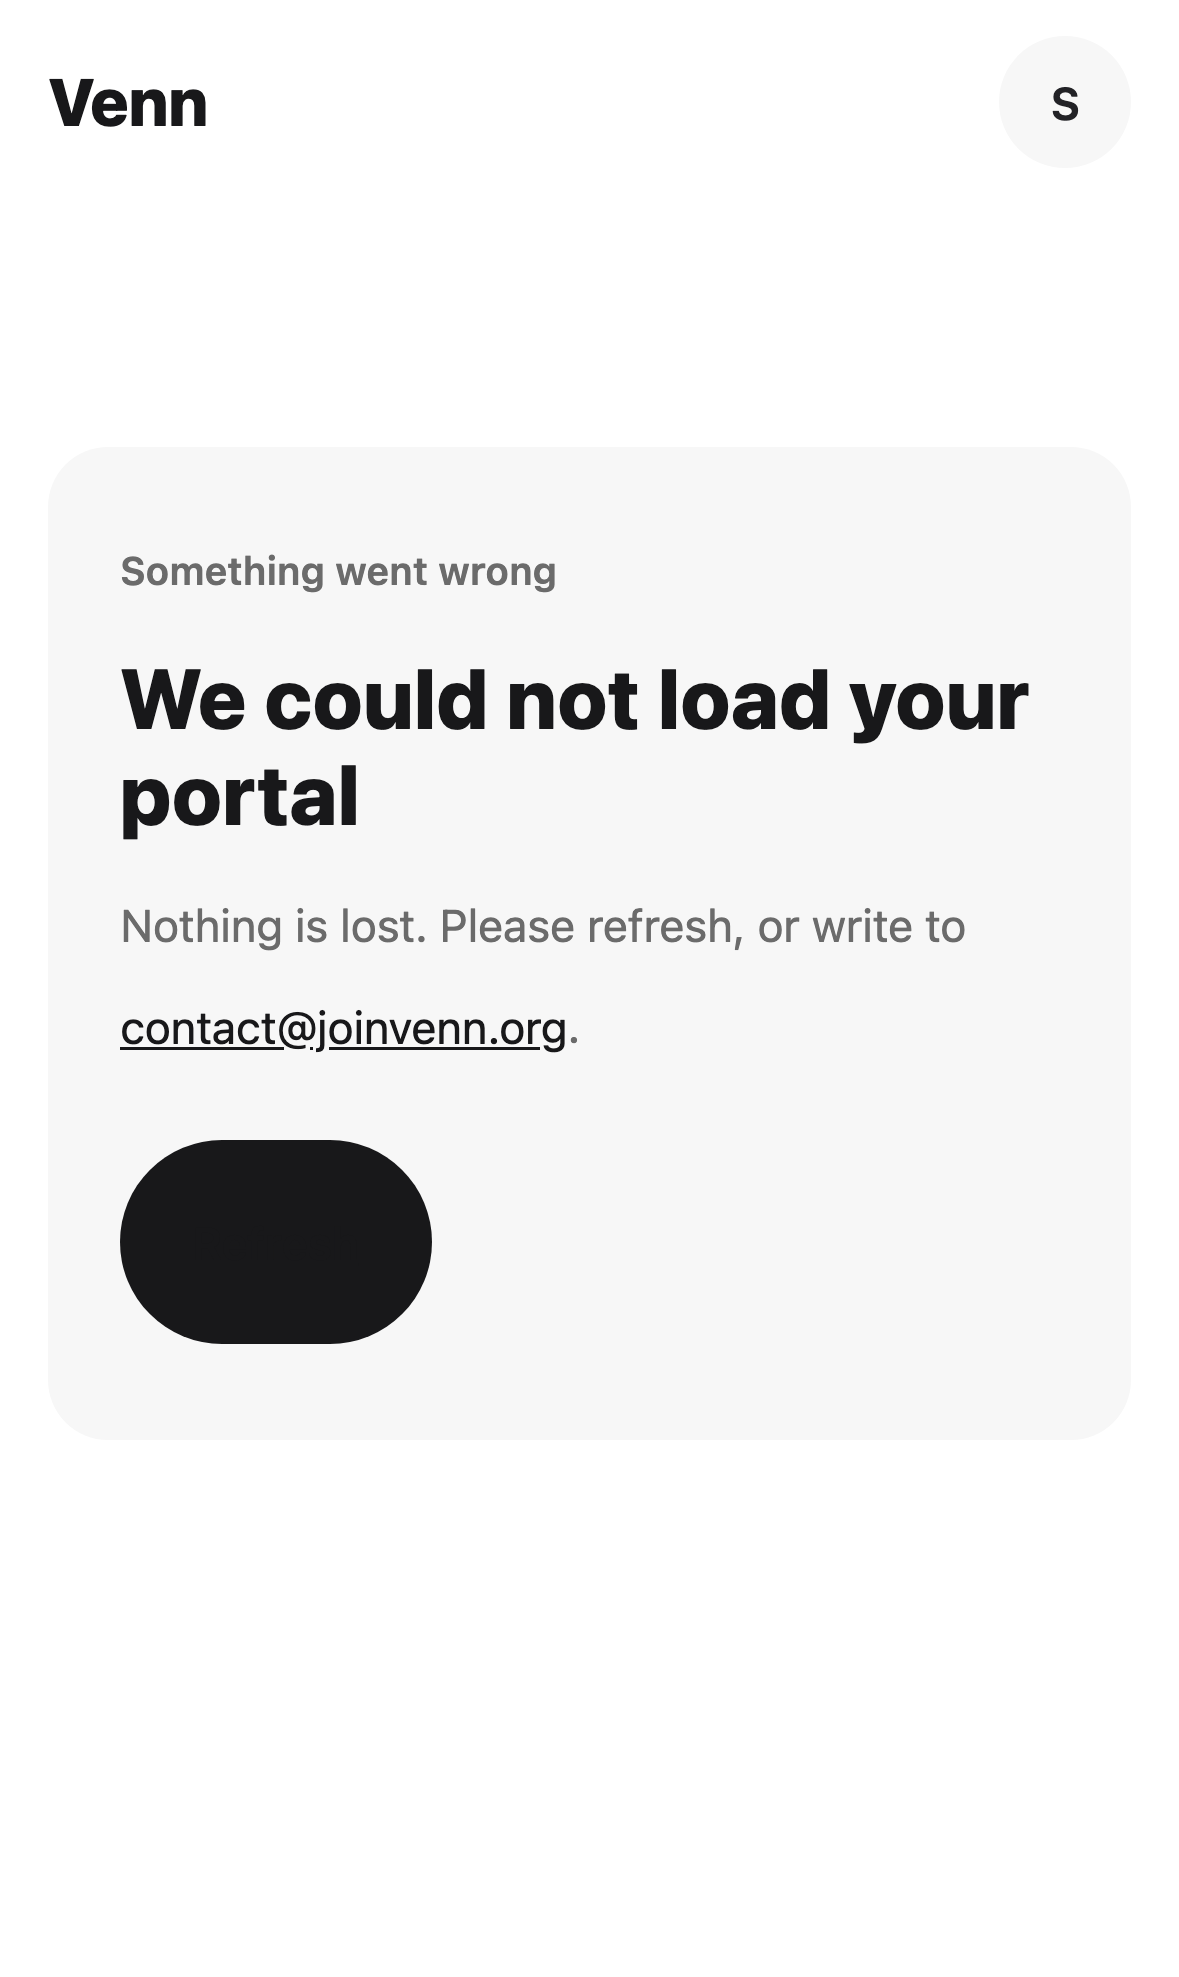 Venn
S
Something went wrong
We could not load your
portal
Nothing is lost. Please refresh, or write to
contact@joinvenn.org.